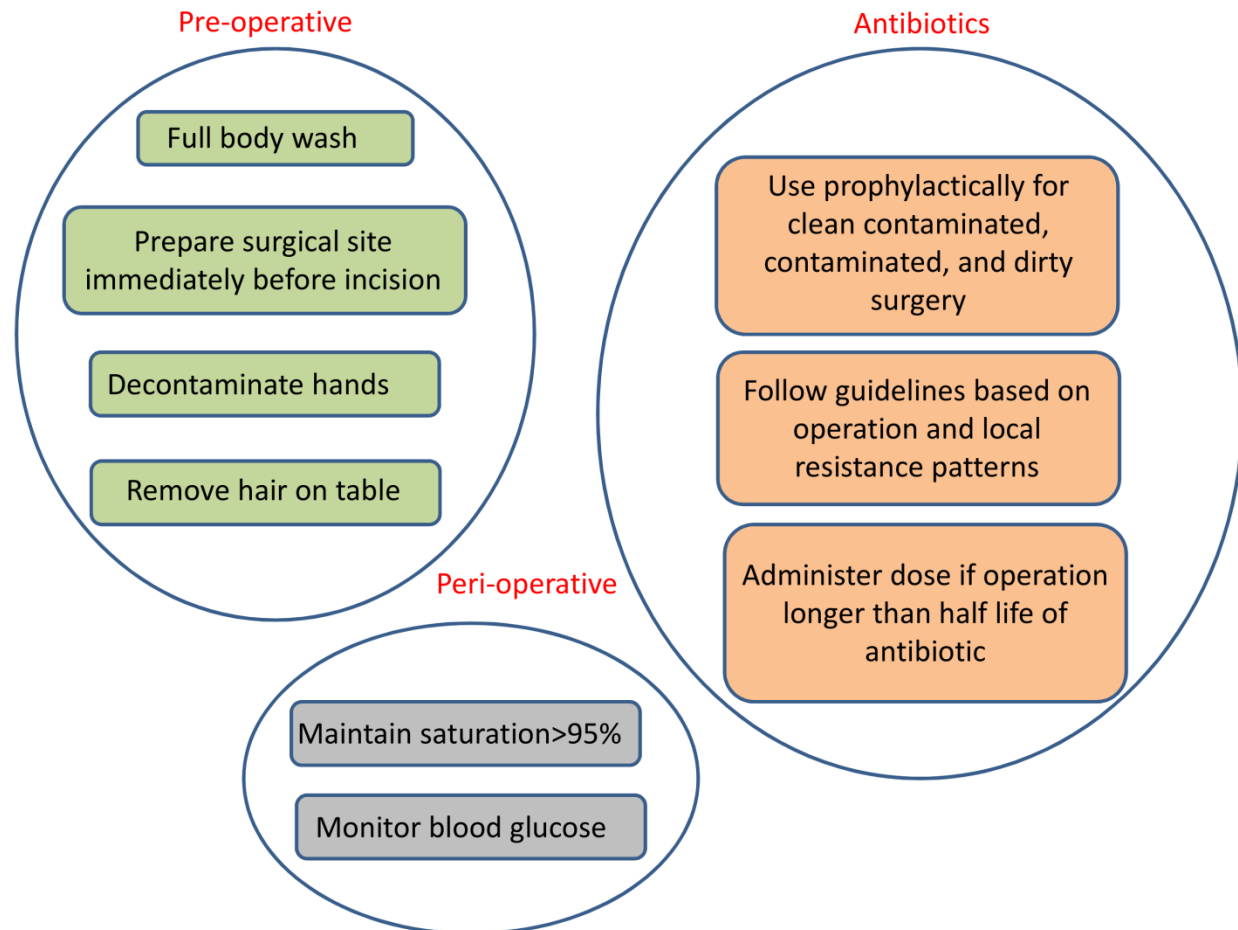 Pre-operative
Full body wash
Prepare surgical site
immediately before incision
Decontaminate hands
Remove hair on table
Antibiotics
Use prophylactically for
clean contaminated,
contaminated, and dirty
surgery
Follow guidelines based on
operation and local
resistance patterns
Administer dose if operation
longer than half life of
antibiotic
Peri-operative
Maintain saturation>95%
Monitor blood glucose